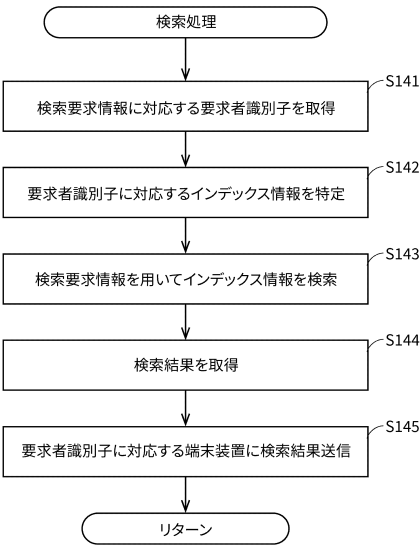 検索処理
S141
検索要求情報に対応する要求者識別子を取得
S142
要求者識別子に対応するインデックス情報を特定
S143
検索要求情報を用いてインデックス情報を検索
S144
検索結果を取得
S145
要求者識別子に対応する端末装置に検索結果送信
リターン